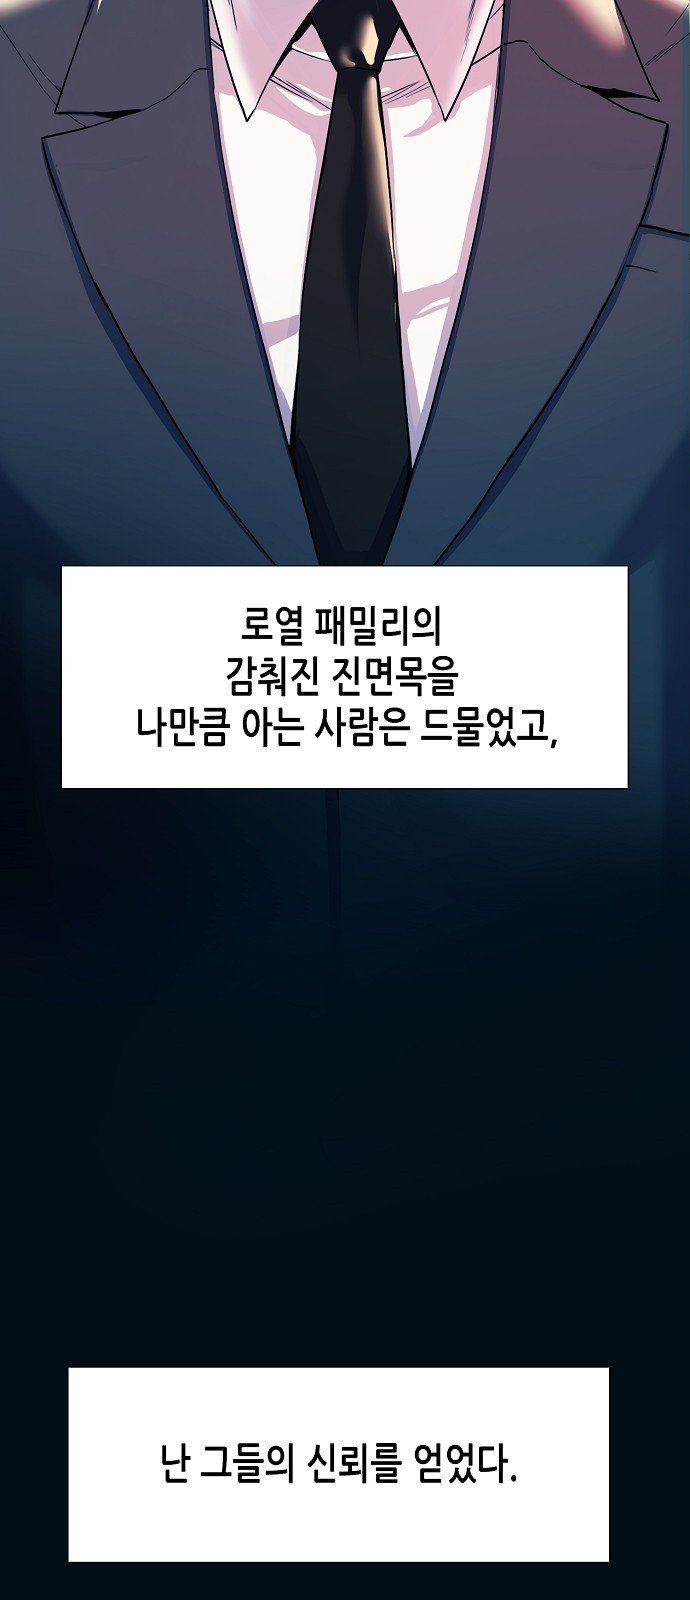 로열 패밀리의
감춰진 진면목을
나만큼 아는 사람은 드물었고,
난 그들의 신뢰를 얻었다.